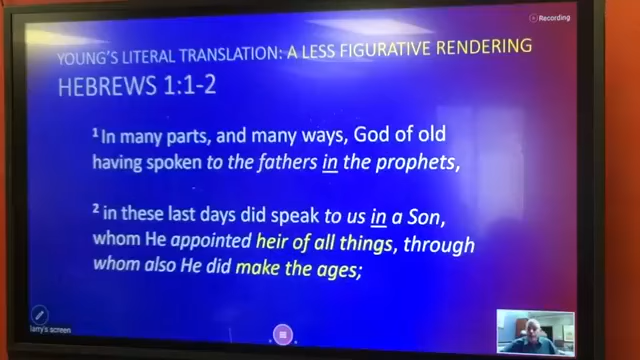 Recording
YOUNG'S LITERAL TRANSLATION: A LESS FIGURATIVE RENDERING
HEBREWS 1:1-2
1 In many parts, and many ways, God of old
having spoken to the fathers in the prophets,
2 in these last days did speak to us in a Son,
whom He appointed heir of all things, through
whom also He did make the ages;
larry's screen